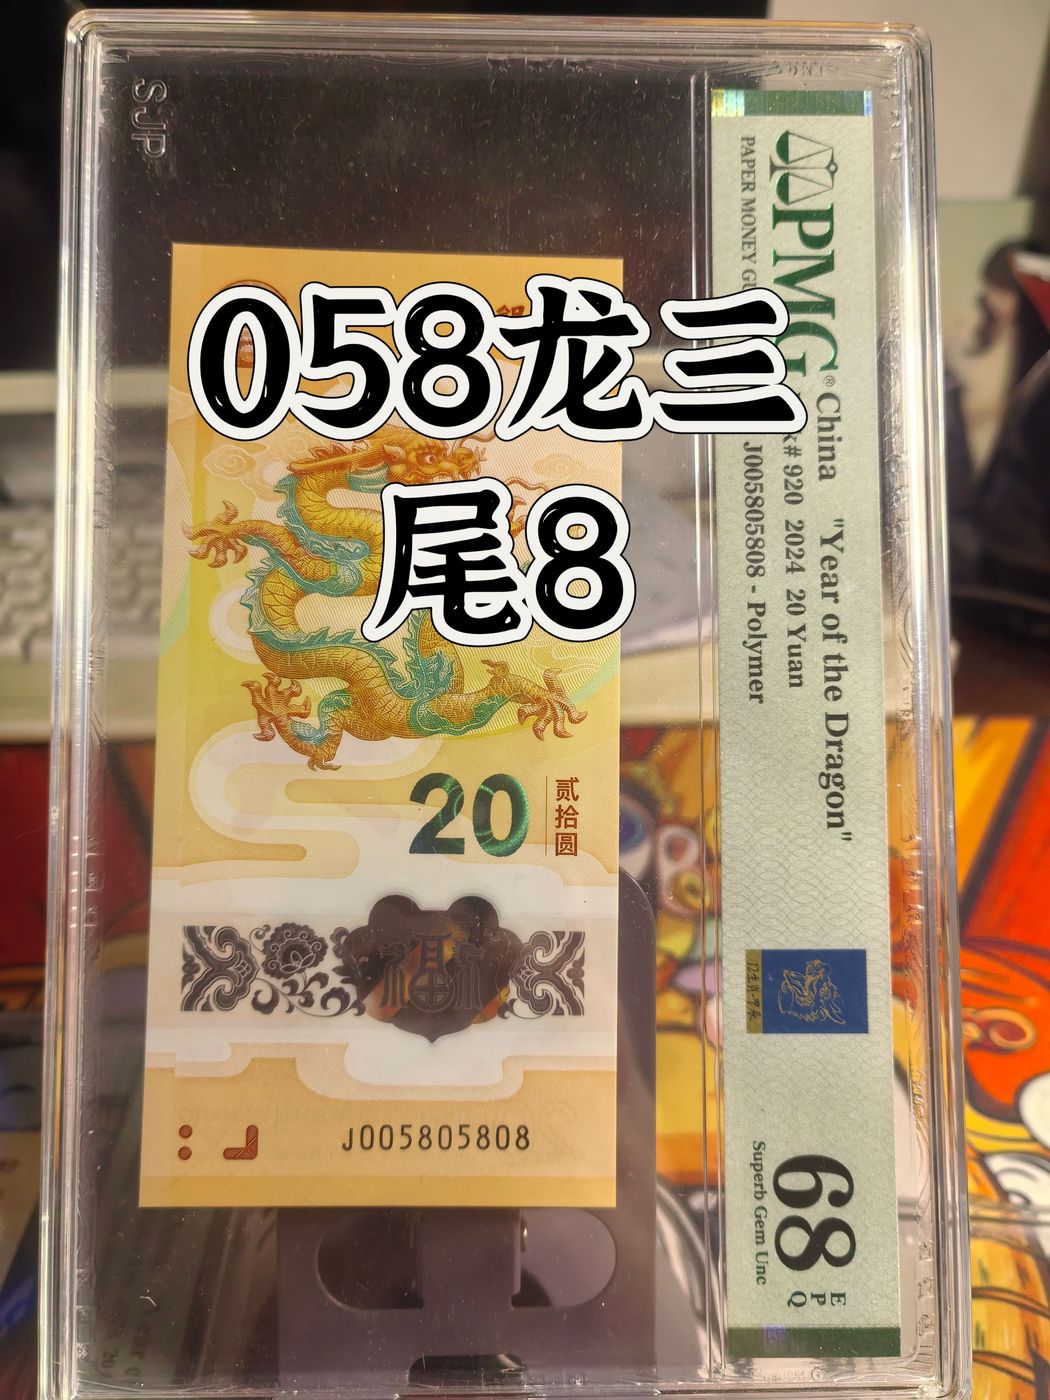 058龙三
尾8
SJP
PMG®
PAPER MONEY GU
China "Year of the Dragon"
k# 920 2024 20 Yuan
J005805808 - Polymer
68
E
P
Q
Superb Gem Unc
20
贰拾圆
福
J005805808